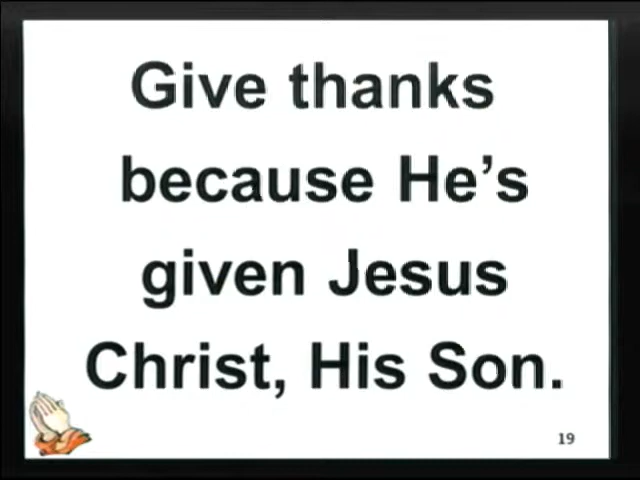 Give thanks
because He’s
given Jesus
Christ, His Son.
19